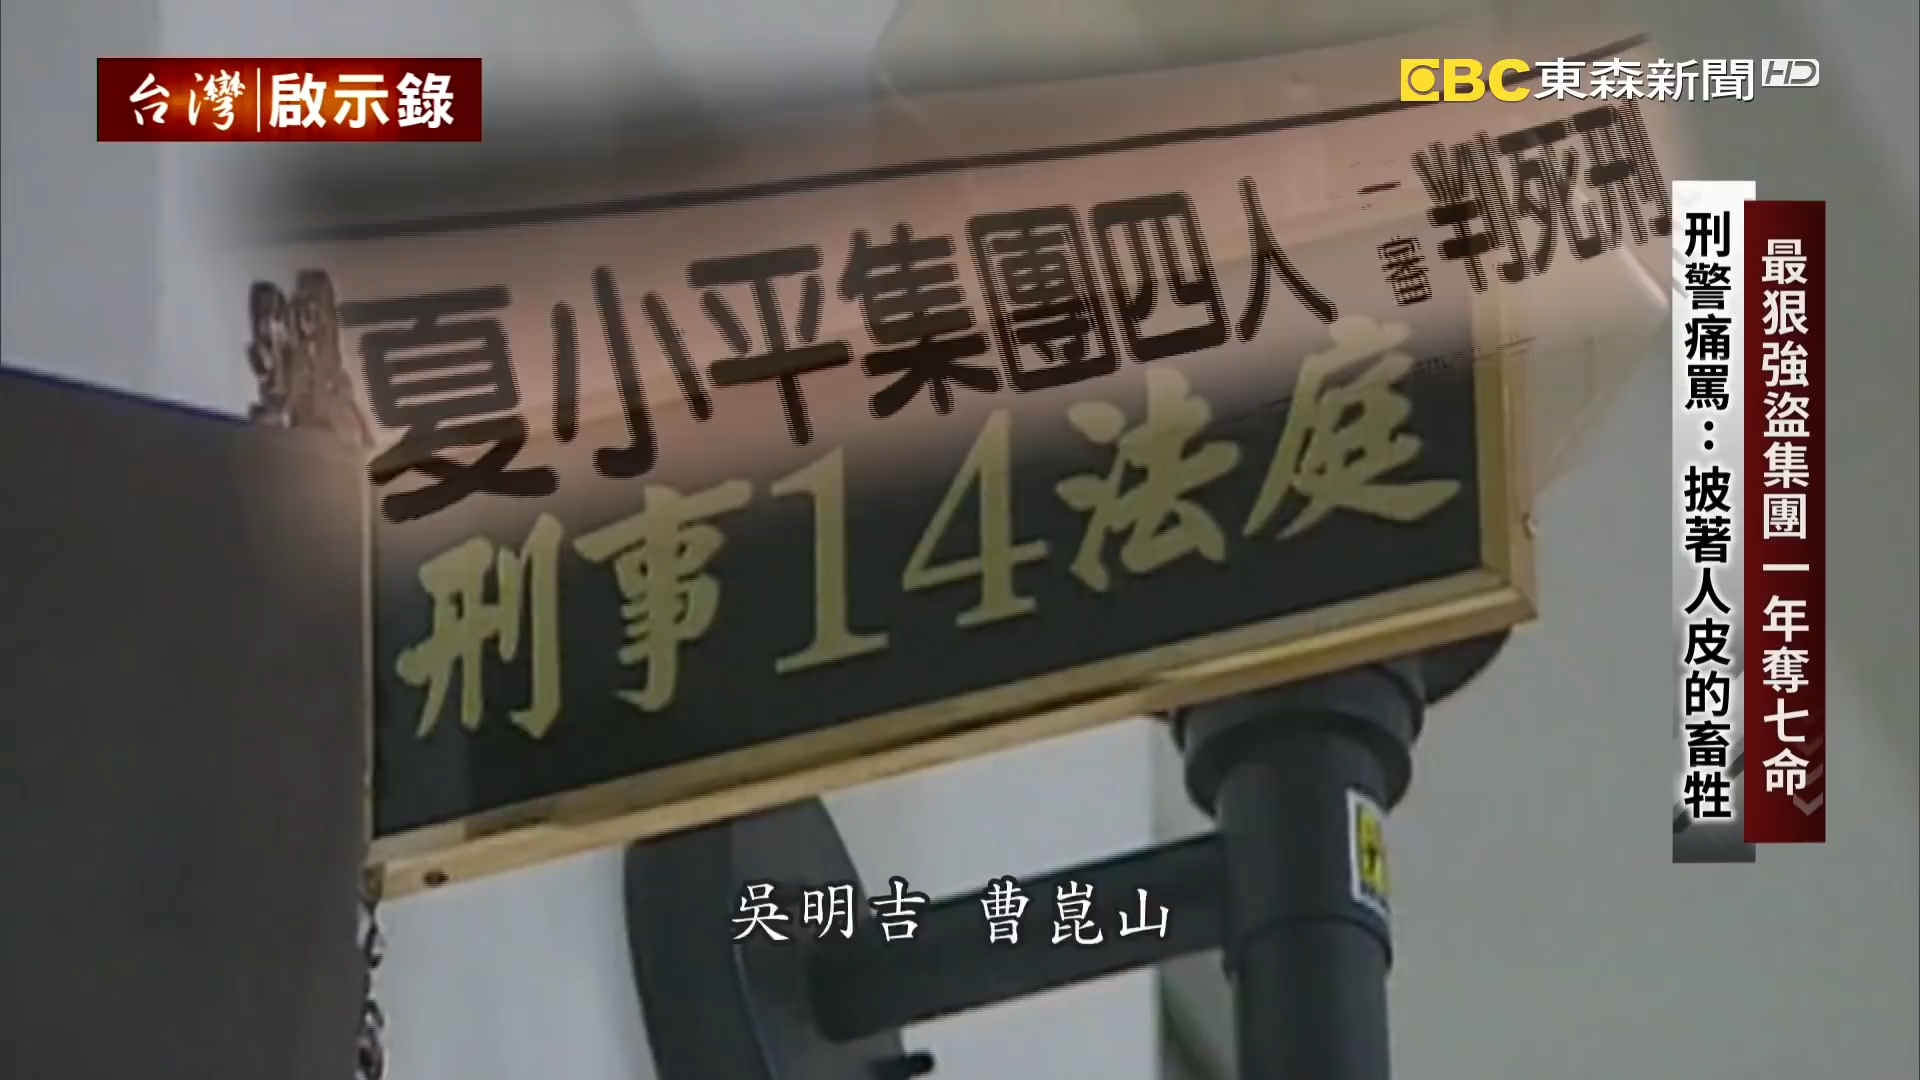 台灣啟示錄
EBC東森新聞HD
夏小平集團四人二審判死刑
刑事14法庭
最狠強盜集團一年奪七命
刑警痛罵：披著人皮的畜牲
吳明吉 曹崑山